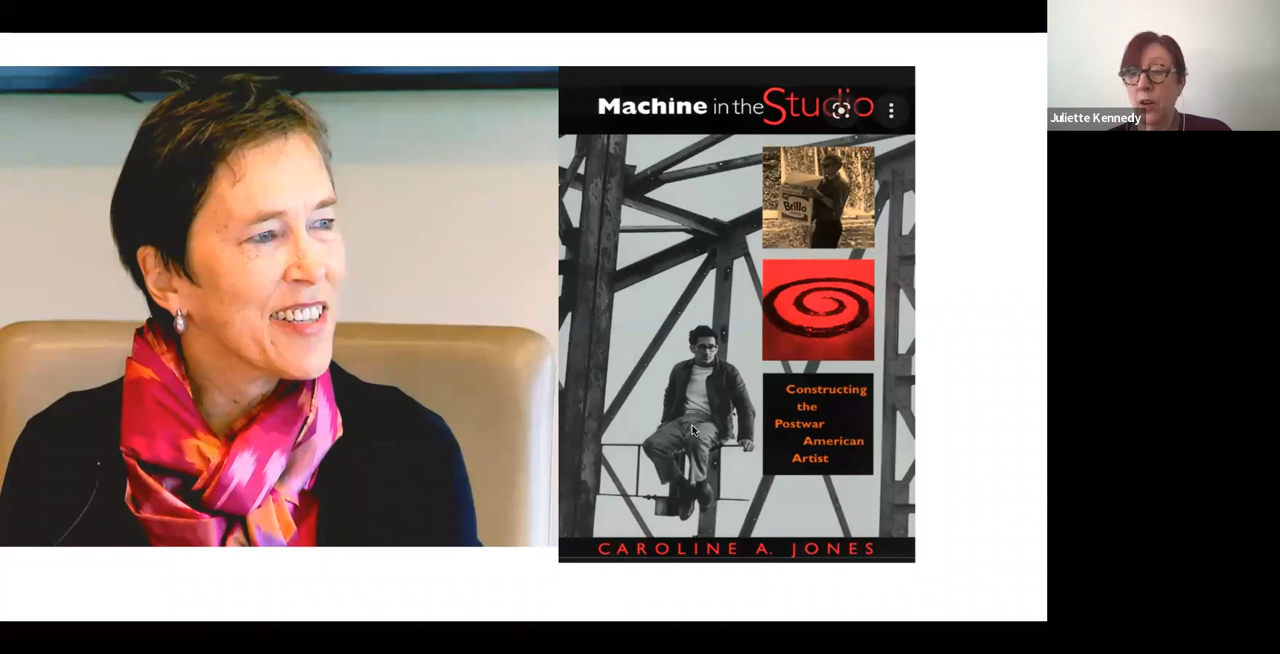 Machine in the Studio
Brillo
Constructing
the
Postwar
American
Artist
CAROLINE A. JONES
Juliette Kennedy